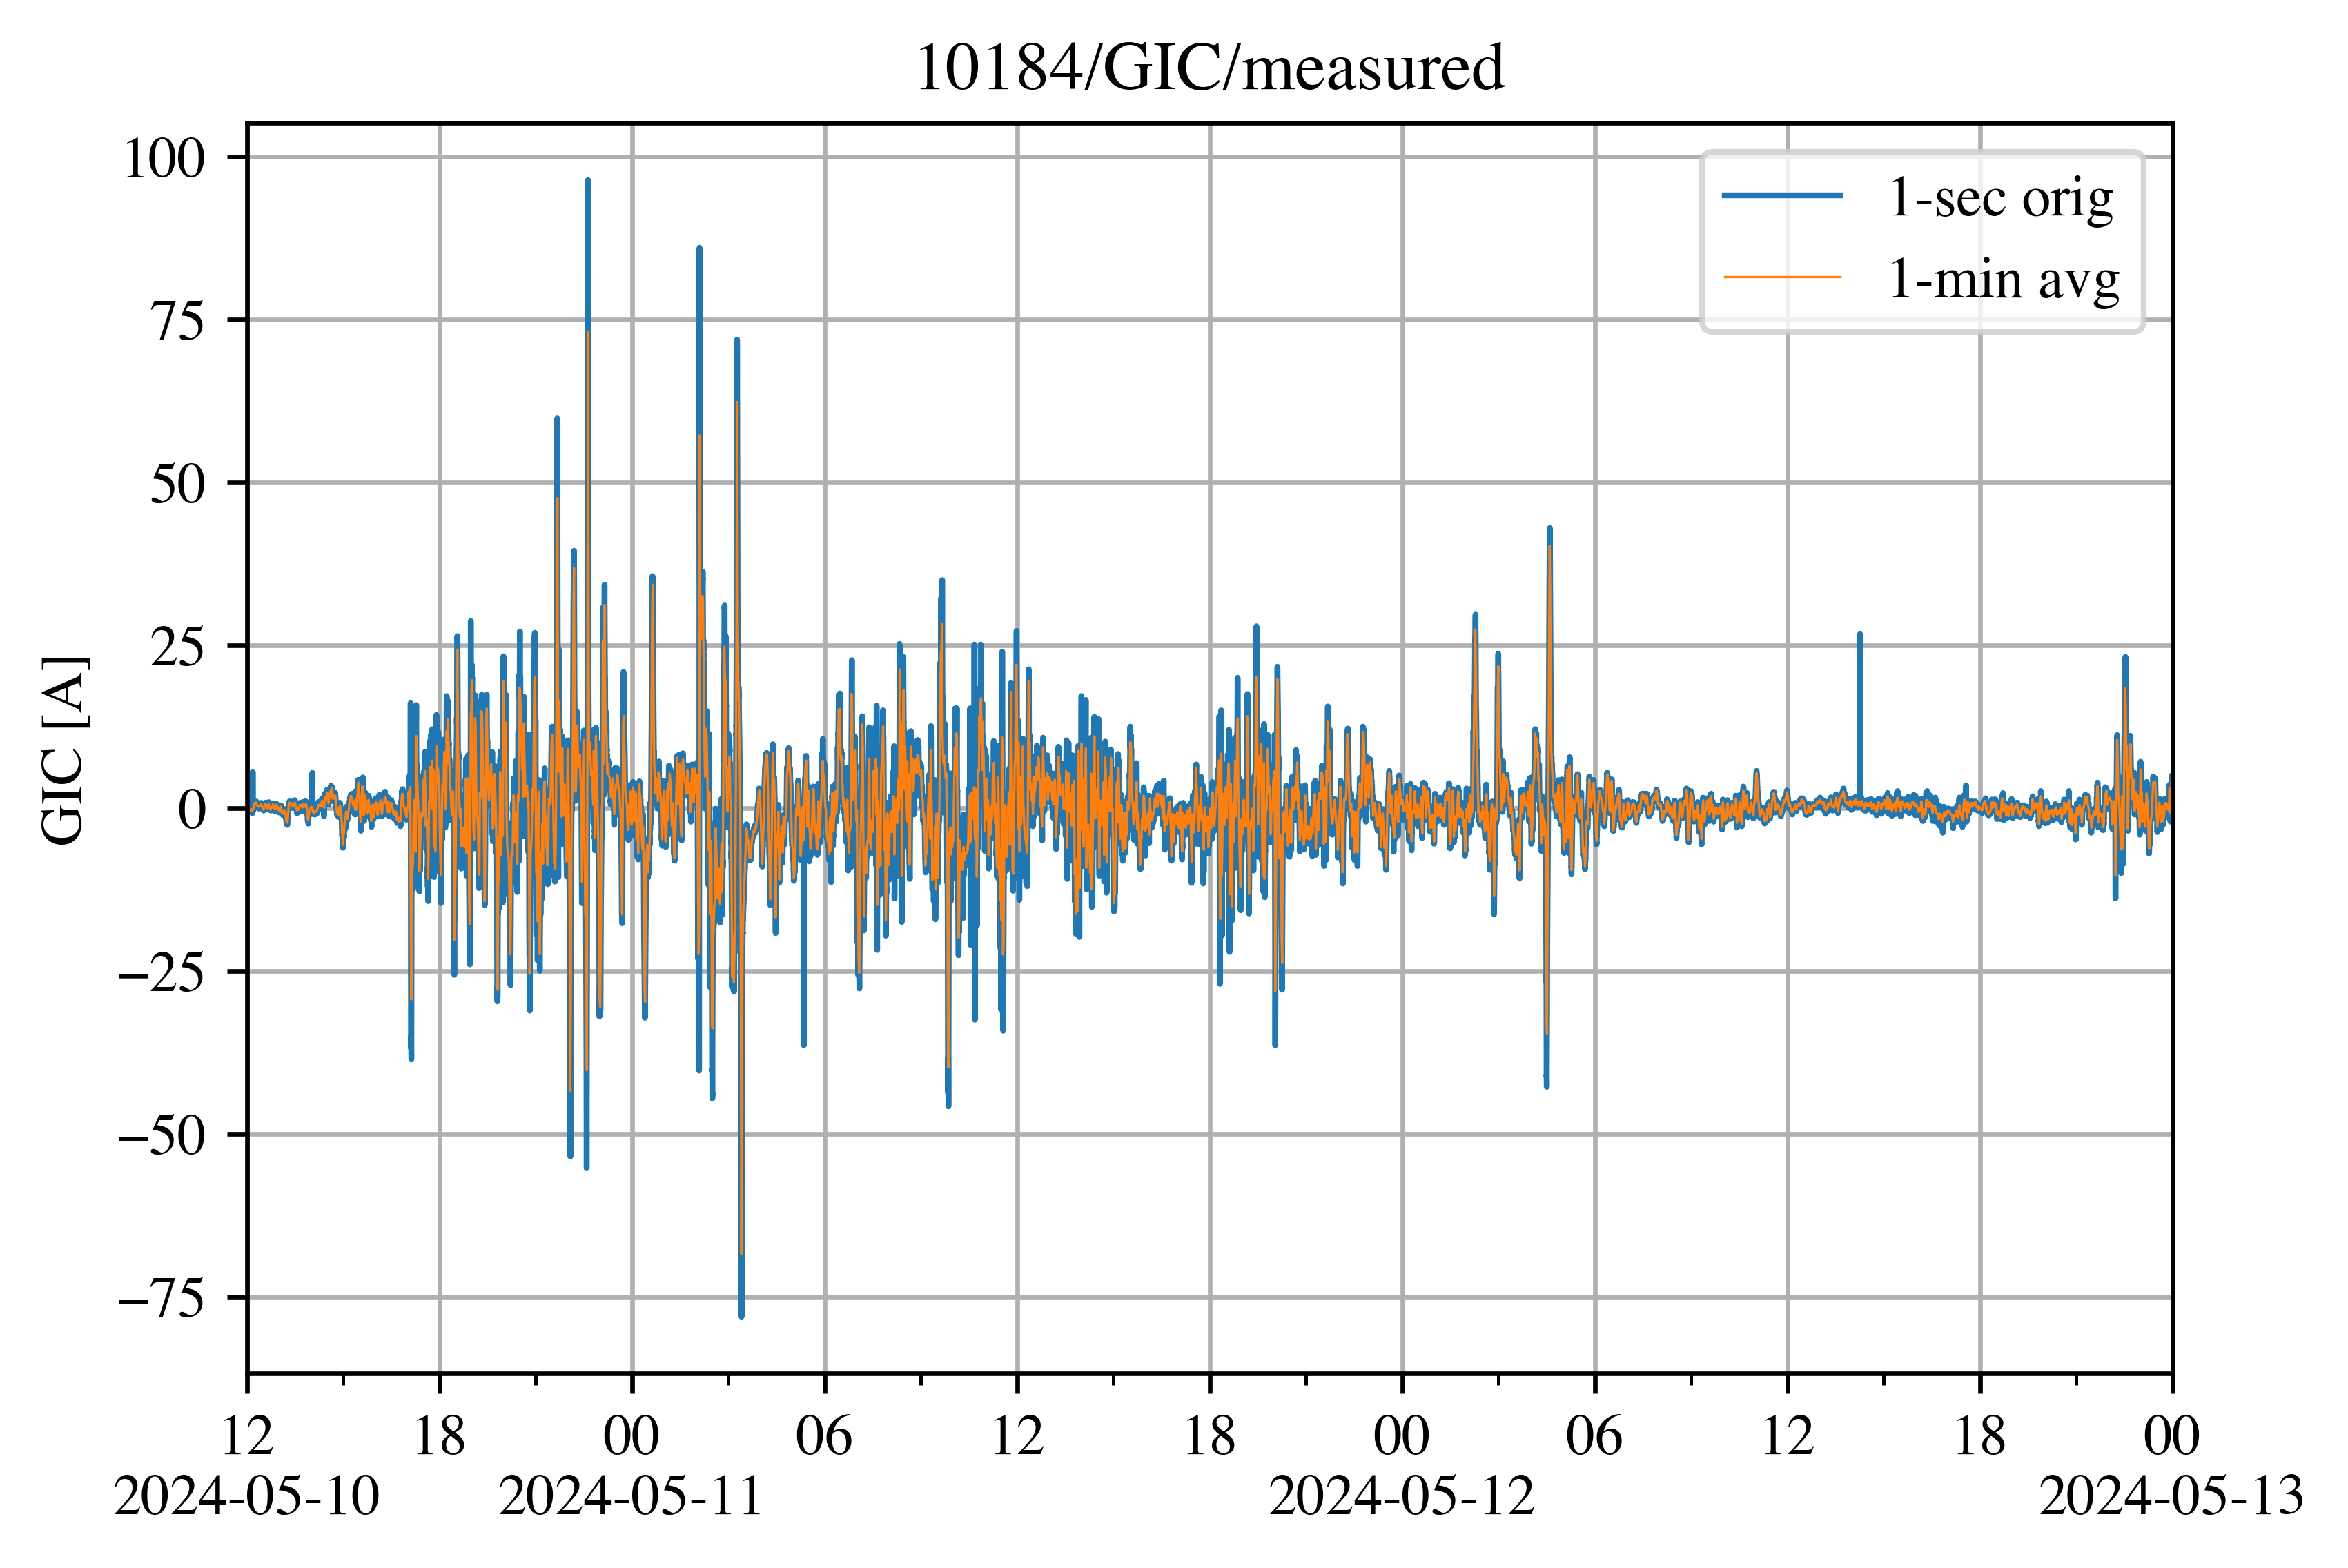 10184/GIC/measured
100
75
50
25
0
−25
−50
−75
GIC [A]
1-sec orig
1-min avg
12 18 00 06 12 18 00 06 12 18 00
2024-05-10 2024-05-11 2024-05-12 2024-05-13